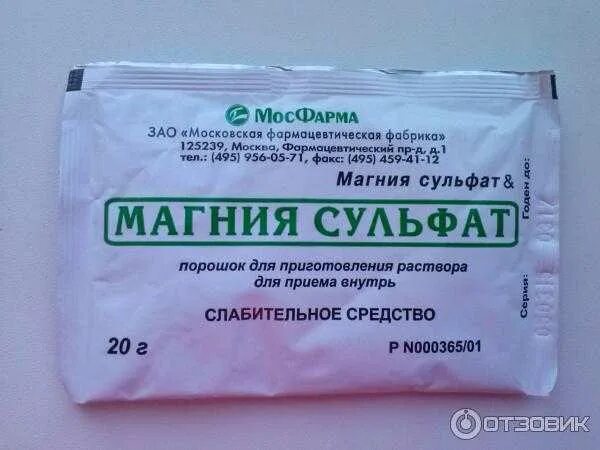 МосФарма
ЗАО «Московская фармацевтическая фабрика»
125239, Москва, Фармацевтический пр-д, д.1
тел.: (495) 956-05-71, факс: (495) 459-41-12
Магния сульфат &
МАГНИЯ СУЛЬФАТ
порошок для приготовления раствора
для приема внутрь
СЛАБИТЕЛЬНОЕ СРЕДСТВО
20 г
Р N000365/01
Годен до:
Серия:
ОТЗОВИК